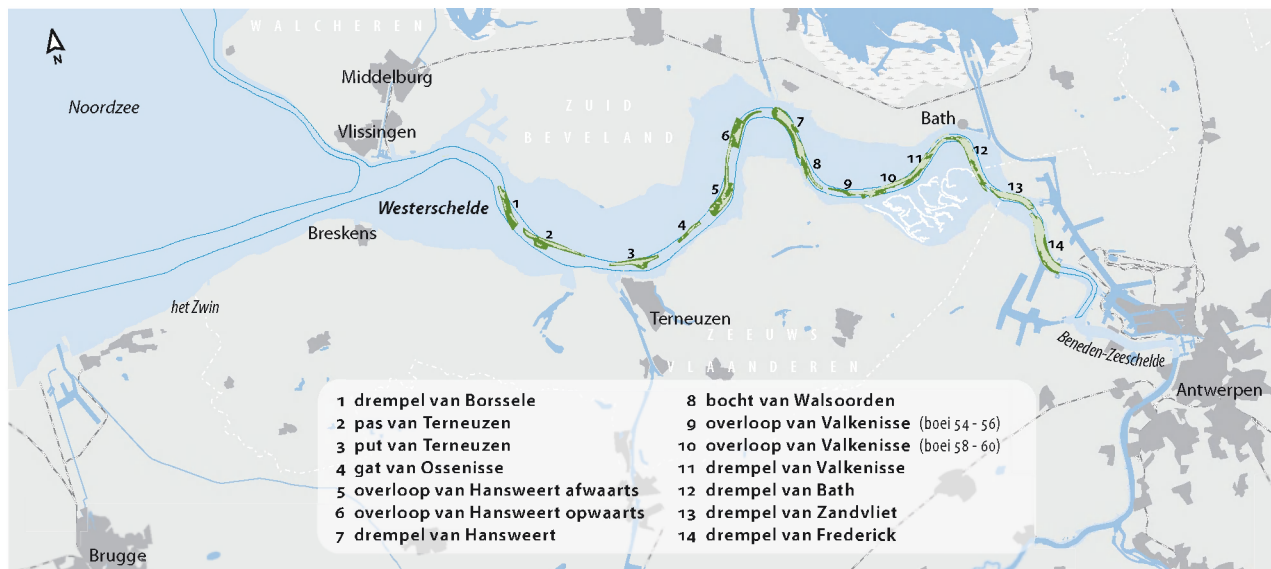 WALCHEREN
N
Middelburg
Noordzee
ZUID
BEVELAND
Vlissingen
Bath
Westerschelde
Breskens
1
2
3
4
5
6
7
8
9
10
11
12
13
14
het Zwin
Terneuzen
ZEEUWS
VLAANDEREN
Beneden-Zeeschelde
Antwerpen
Brugge
1 drempel van Borssele
2 pas van Terneuzen
3 put van Terneuzen
4 gat van Ossenisse
5 overloop van Hansweert afwaarts
6 overloop van Hansweert opwaarts
7 drempel van Hansweert
8 bocht van Walsoorden
9 overloop van Valkenisse (boei 54 - 56)
10 overloop van Valkenisse (boei 58 - 60)
11 drempel van Valkenisse
12 drempel van Bath
13 drempel van Zandvliet
14 drempel van Frederick